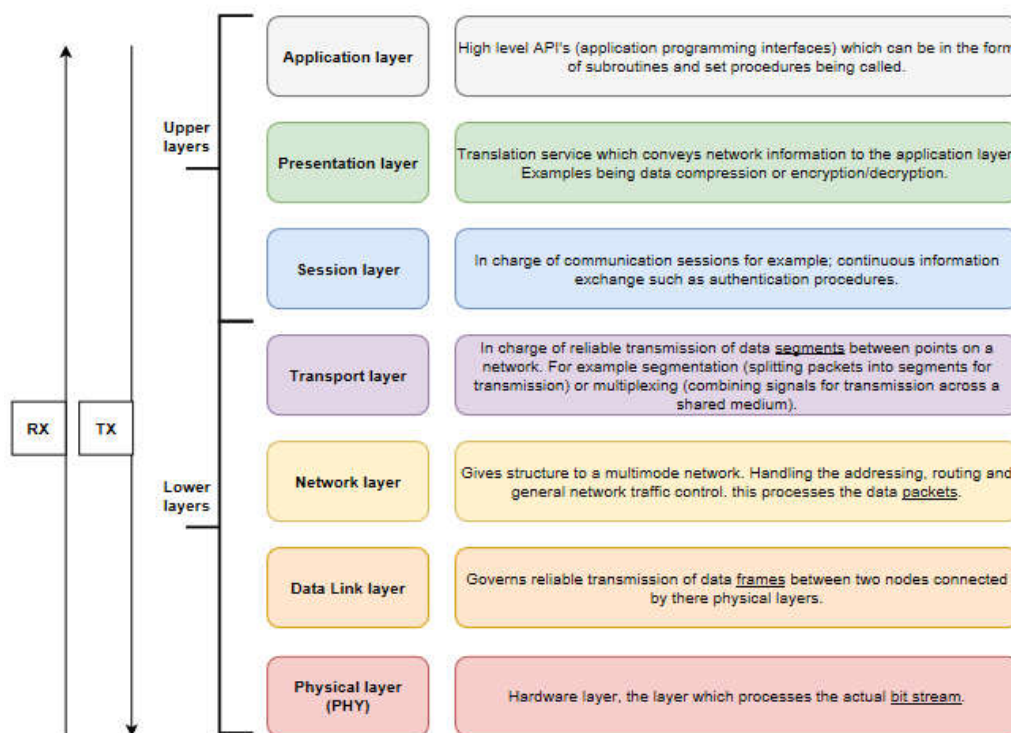 Application layer
High level API's (application programming interfaces) which can be in the form
of subroutines and set procedures being called.
Upper
layers
Presentation layer
Translation service which conveys network information to the application layer
Examples being data compression or encryption/decryption.
Session layer
In charge of communication sessions for example; continuous information
exchange such as authentication procedures.
Transport layer
In charge of reliable transmission of data segments between points on a
network. For example segmentation (splitting packets into segments for
transmission) or multiplexing (combining signals for transmission across a
shared medium).
RX
TX
Lower
layers
Network layer
Gives structure to a multimode network. Handling the addressing, routing and
general network traffic control. this processes the data packets.
Data Link layer
Governs reliable transmission of data frames between two nodes connected
by there physical layers.
Physical layer
(PHY)
Hardware layer, the layer which processes the actual bit stream.